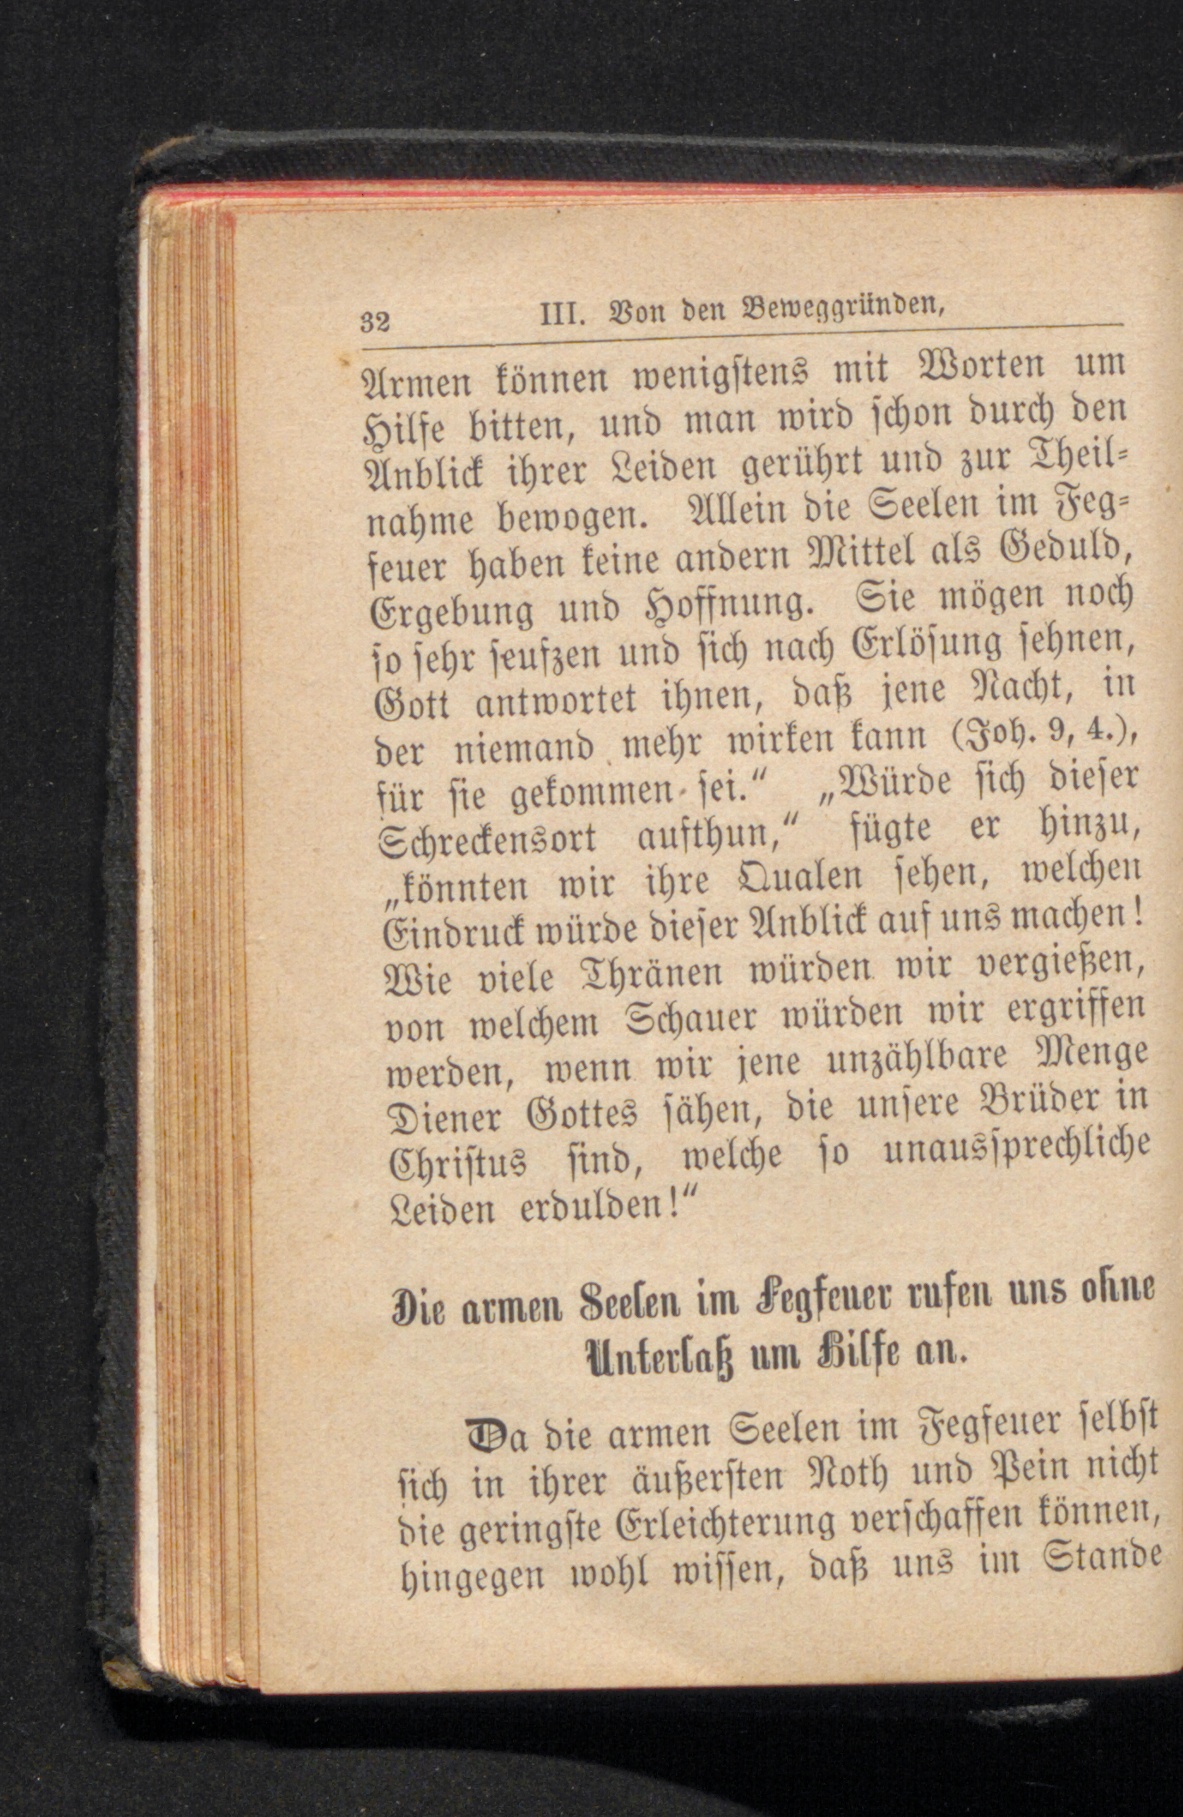 32 III. Von den Beweggründen,
Armen können wenigstens mit Worten um
Hilfe bitten, und man wird schon durch den
Anblick ihrer Leiden gerührt und zur Theil-
nahme bewogen. Allein die Seelen im Feg-
feuer haben keine andern Mittel als Geduld,
Ergebung und Hoffnung. Sie mögen noch
so sehr seufzen und sich nach Erlösung sehnen,
Gott antwortet ihnen, daß jene Nacht, in
der niemand mehr wirken kann (Joh. 9, 4.),
für sie gekommen sei.“ „Würde sich dieser
Schreckensort aufthun,“ fügte er hinzu,
„könnten wir ihre Qualen sehen, welchen
Eindruck würde dieser Anblick auf uns machen!
Wie viele Thränen würden wir vergießen,
von welchem Schauer würden wir ergriffen
werden, wenn wir jene unzählbare Menge
Diener Gottes sähen, die unsere Brüder in
Christus sind, welche so unaussprechliche
Leiden erdulden!“
Die armen Seelen im Fegfeuer rufen uns ohne
Unterlaß um Hilfe an.
Da die armen Seelen im Fegfeuer selbst
sich in ihrer äußersten Noth und Pein nicht
die geringste Erleichterung verschaffen können,
hingegen wohl wissen, daß uns im Stande